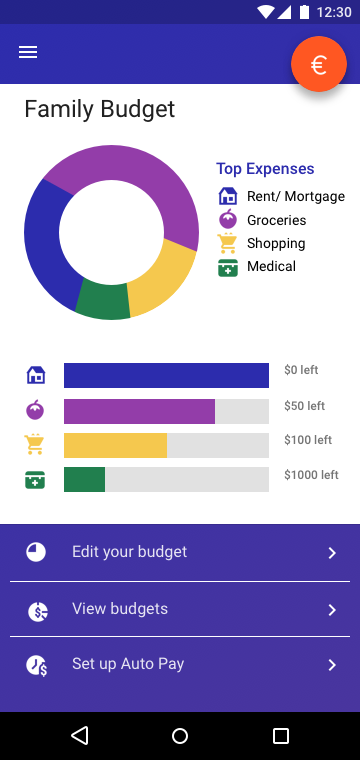 12:30
€
Family Budget
Top Expenses
Rent/ Mortgage
Groceries
Shopping
Medical
$0 left
$50 left
$100 left
$1000 left
Edit your budget
View budgets
Set up Auto Pay